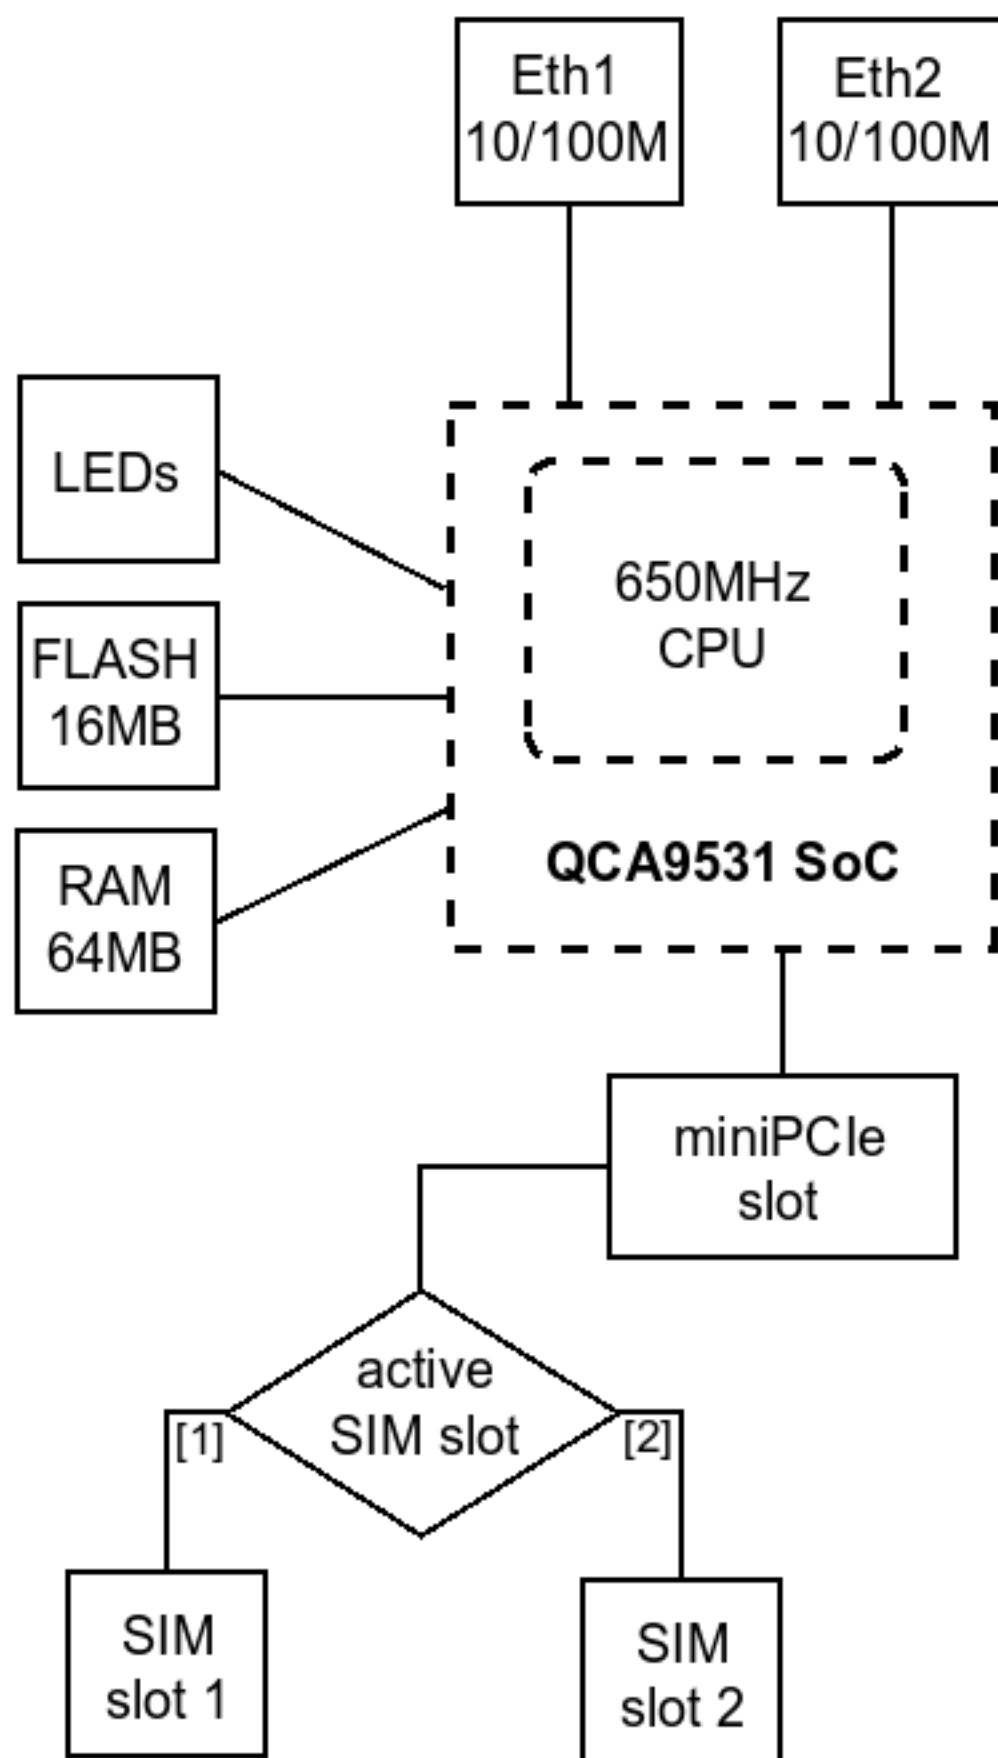 Eth1
10/100M
Eth2
10/100M
LEDs
650MHz
CPU
FLASH
16MB
QCA9531 SoC
RAM
64MB
miniPCIe
slot
active
SIM slot
[1]
[2]
SIM
slot 1
SIM
slot 2